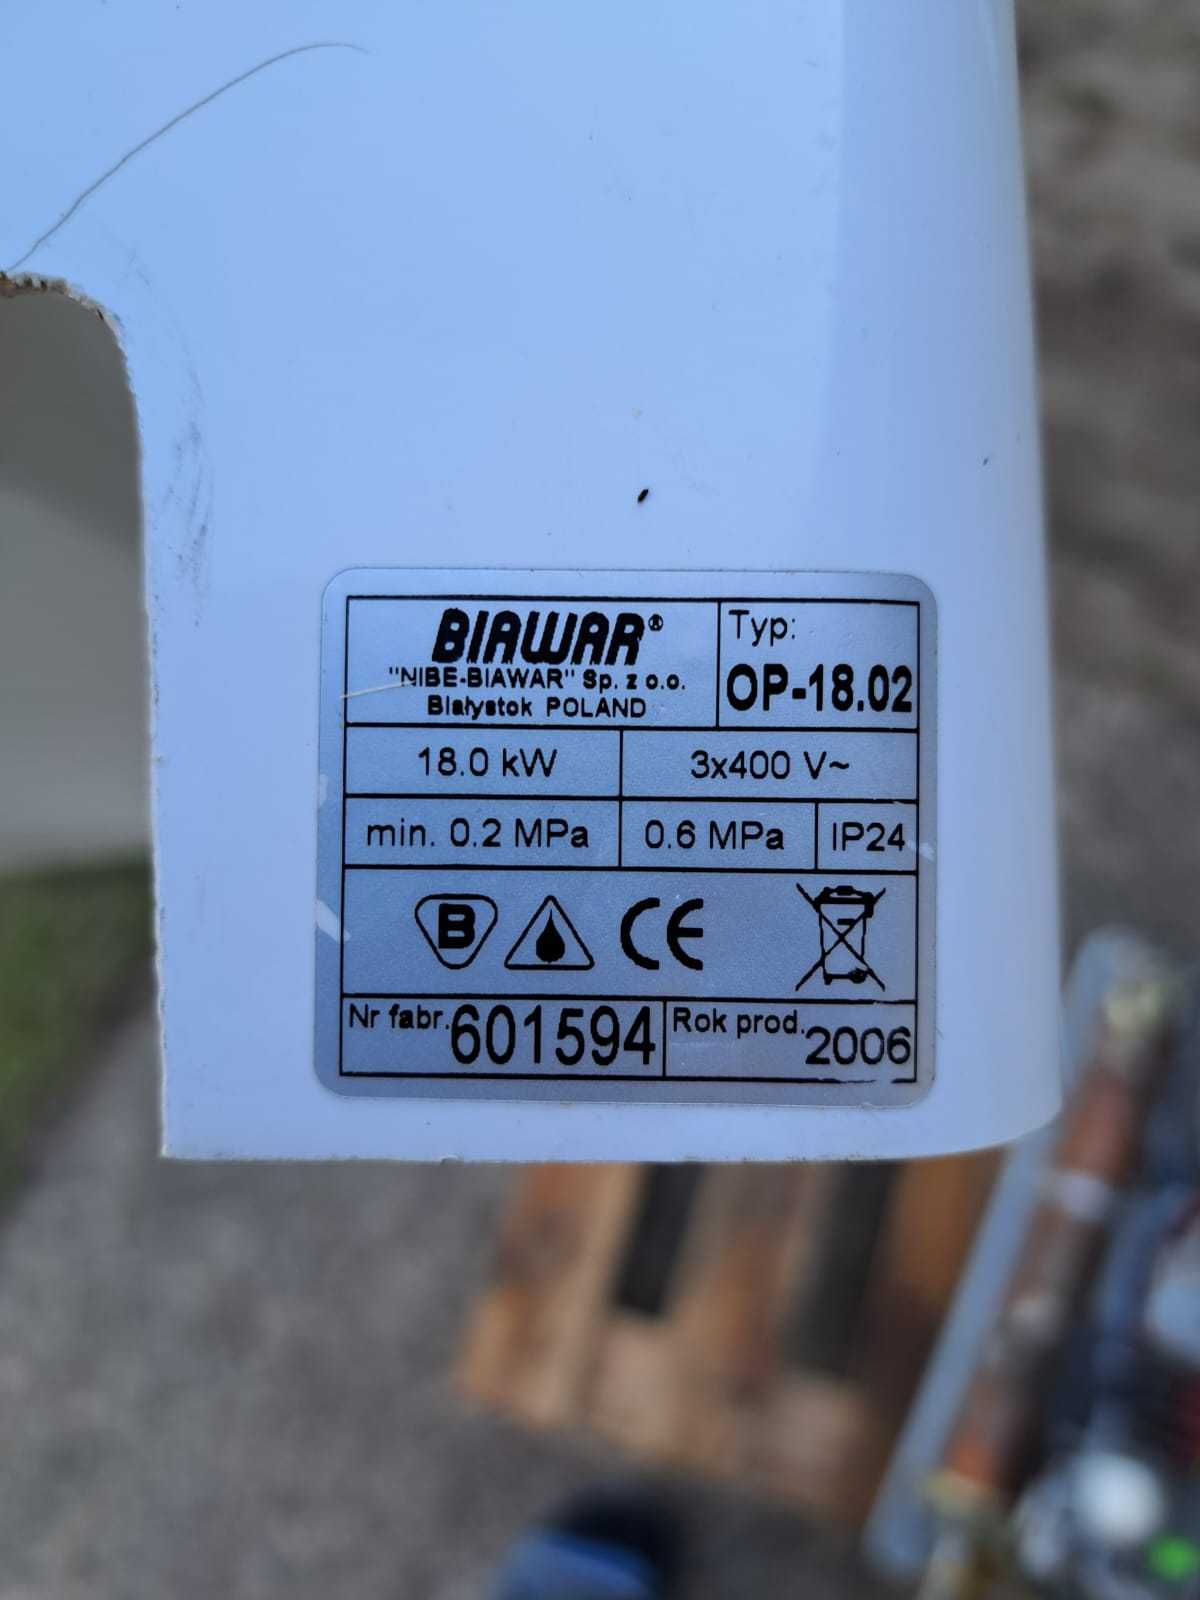 BIAWAR®
"NIBE-BIAWAR" Sp. z o.o.
Białystok POLAND
Typ:
OP-18.02
18.0 kW
3x400 V~
min. 0.2 MPa
0.6 MPa
IP24
B
CE
Nr fabr. 601594
Rok prod. 2006